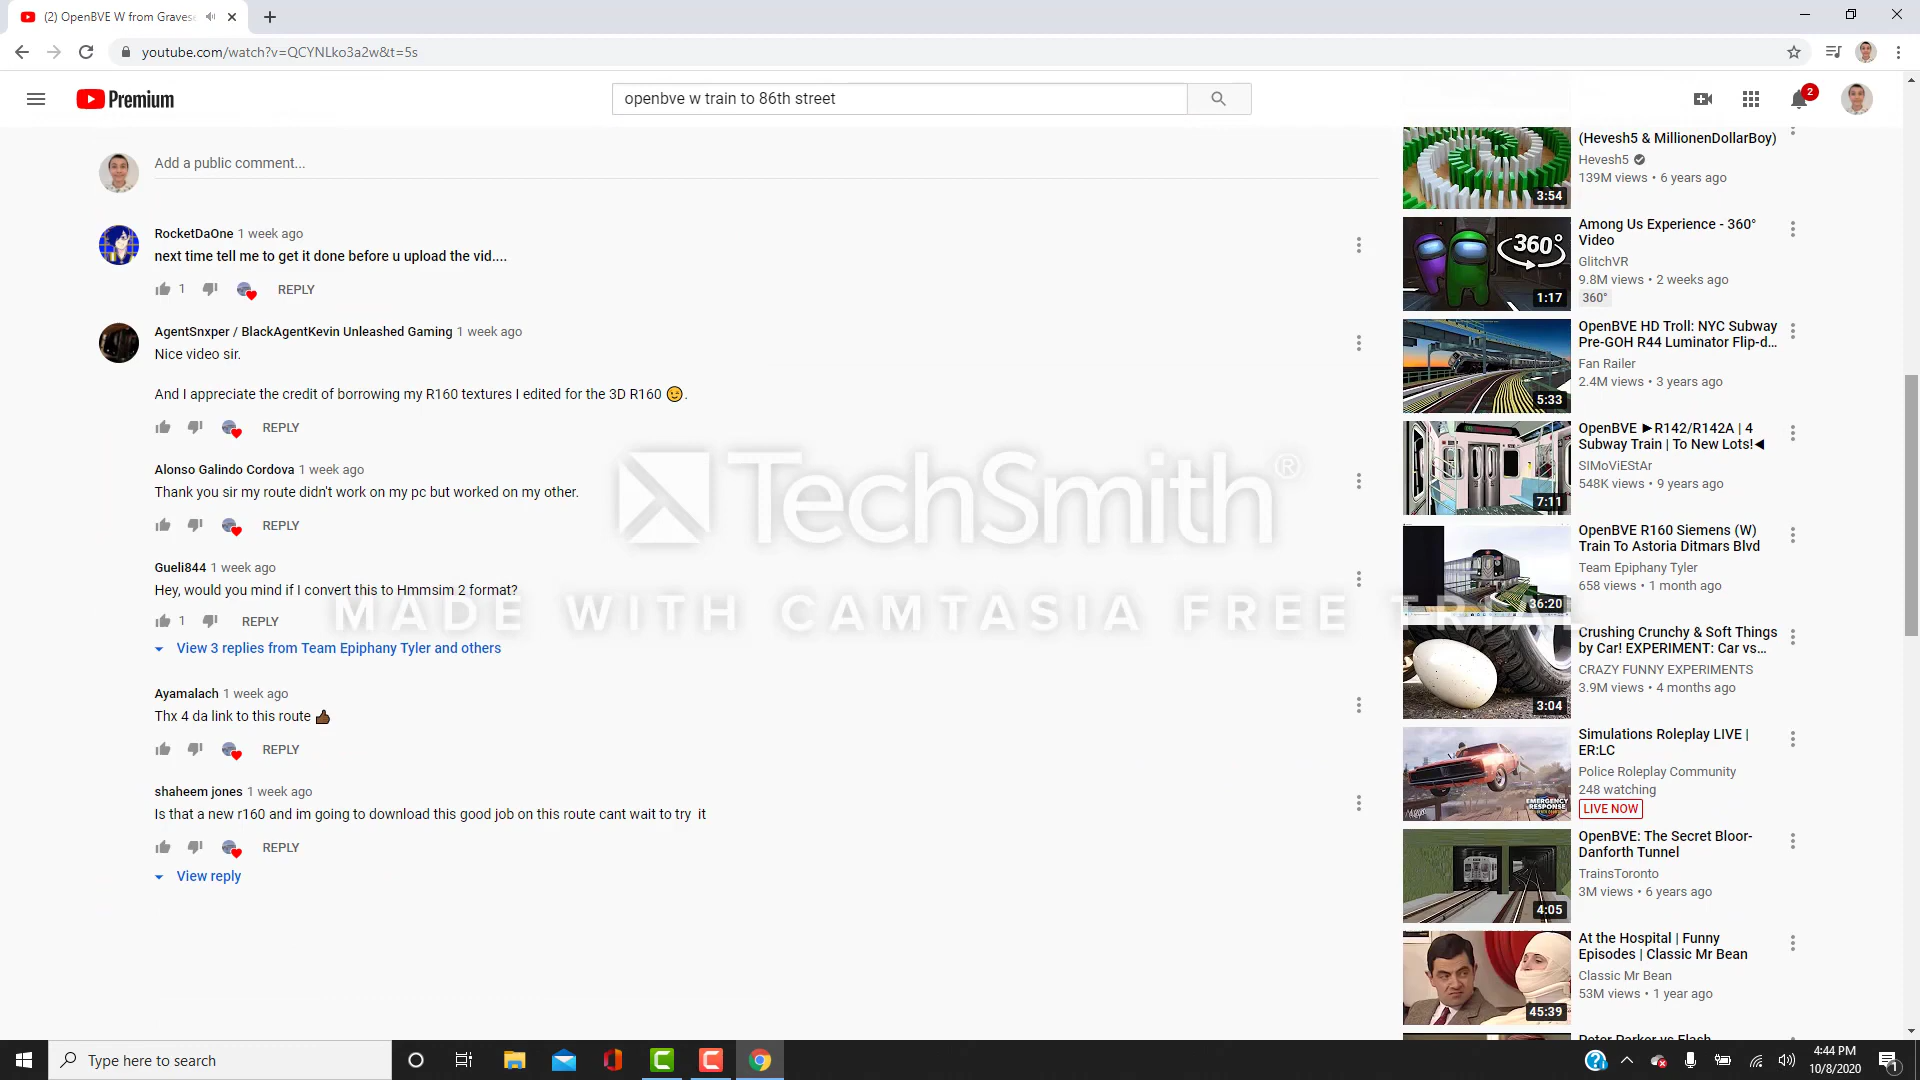 (2) OpenBVE W from Gravese
youtube.com/watch?v=QCYNLko3a2w&t=5s
Premium
openbve w train to 86th street
2
Add a public comment...
RocketDaOne 1 week ago
next time tell me to get it done before u upload the vid....
1 REPLY
AgentSnxper / BlackAgentKevin Unleashed Gaming 1 week ago
Nice video sir.
And I appreciate the credit of borrowing my R160 textures I edited for the 3D R160 😉.
REPLY
Alonso Galindo Cordova 1 week ago
Thank you sir my route didn't work on my pc but worked on my other.
REPLY
Gueli844 1 week ago
Hey, would you mind if I convert this to Hmmsim 2 format?
1 REPLY
View 3 replies from Team Epiphany Tyler and others
Ayamalach 1 week ago
Thx 4 da link to this route 👍🏿
REPLY
shaheem jones 1 week ago
Is that a new r160 and im going to download this good job on this route cant wait to try it
REPLY
View reply
TechSmith®
MADE WITH CAMTASIA FREE TRIAL
(Hevesh5 & MillionenDollarBoy)
Hevesh5
139M views • 6 years ago
3:54
Among Us Experience - 360°
Video
GlitchVR
9.8M views • 2 weeks ago
360°
360°
1:17
OpenBVE HD Troll: NYC Subway
Pre-GOH R44 Luminator Flip-d...
Fan Railer
2.4M views • 3 years ago
5:33
OpenBVE ►R142/R142A | 4
Subway Train | To New Lots!◄
SIMoViEStAr
548K views • 9 years ago
7:11
OpenBVE R160 Siemens (W)
Train To Astoria Ditmars Blvd
Team Epiphany Tyler
658 views • 1 month ago
36:20
Crushing Crunchy & Soft Things
by Car! EXPERIMENT: Car vs...
CRAZY FUNNY EXPERIMENTS
3.9M views • 4 months ago
3:04
Simulations Roleplay LIVE |
ER:LC
Police Roleplay Community
248 watching
LIVE NOW
EMERGENCY
RESPONSE
OpenBVE: The Secret Bloor-
Danforth Tunnel
TrainsToronto
3M views • 6 years ago
4:05
At the Hospital | Funny
Episodes | Classic Mr Bean
Classic Mr Bean
53M views • 1 year ago
45:39
Peter Parker vs Flash
Type here to search
4:44 PM
10/8/2020
1